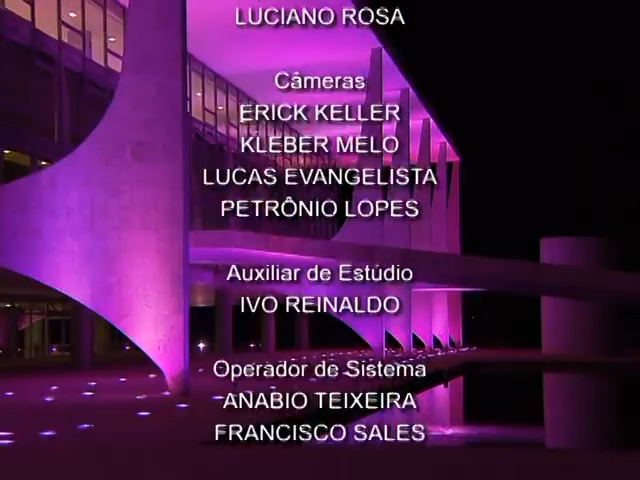 LUCIANO ROSA
Câmeras
ERICK KELLER
KLEBER MELO
LUCAS EVANGELISTA
PETRÔNIO LOPES
Auxiliar de Estúdio
IVO REINALDO
Operador de Sistema
ANABIO TEIXEIRA
FRANCISCO SALES